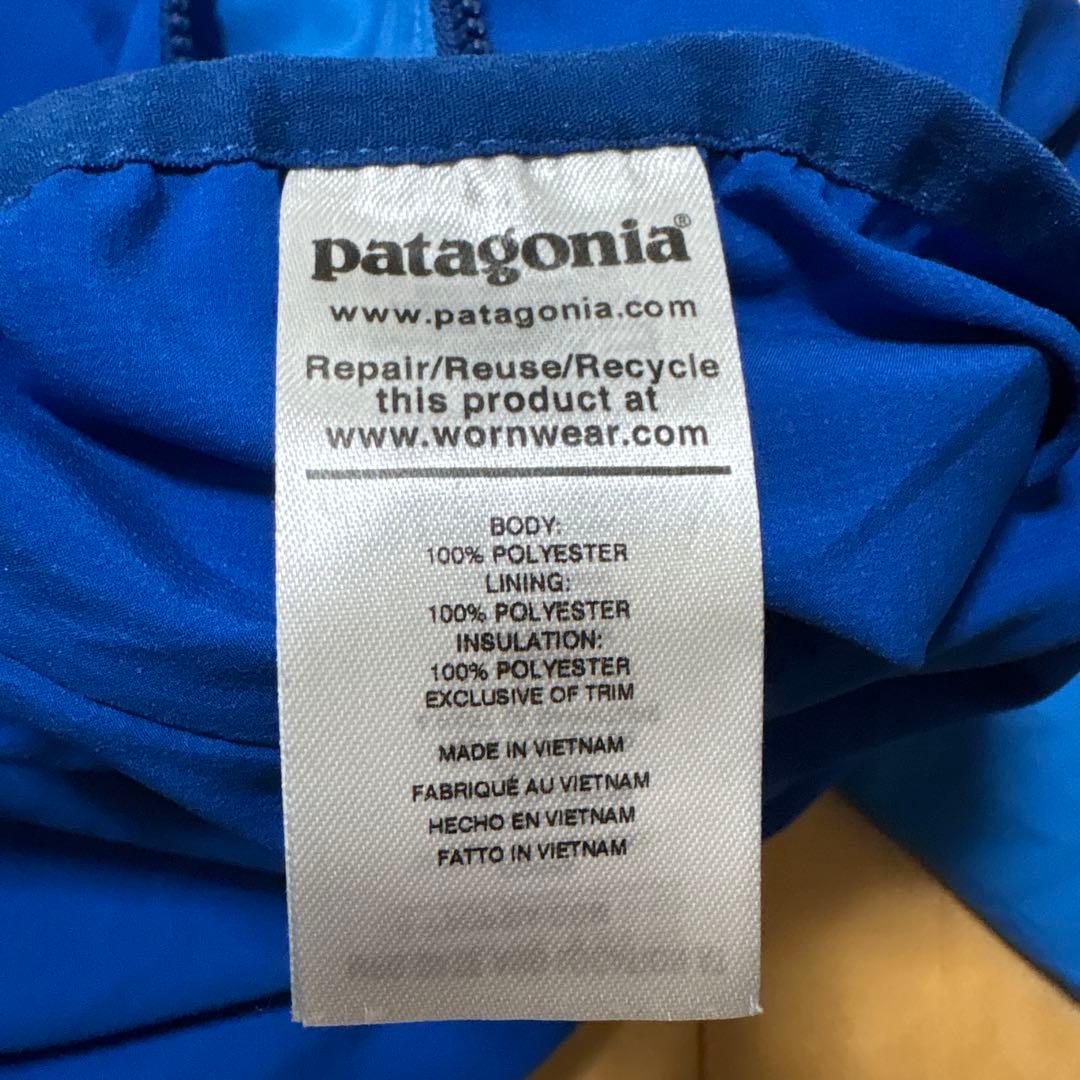 patagonia®
www.patagonia.com
Repair/Reuse/Recycle
this product at
www.wornwear.com
BODY:
100% POLYESTER
LINING:
100% POLYESTER
INSULATION:
100% POLYESTER
EXCLUSIVE OF TRIM
MADE IN VIETNAM
FABRIQUÉ AU VIETNAM
HECHO EN VIETNAM
FATTO IN VIETNAM